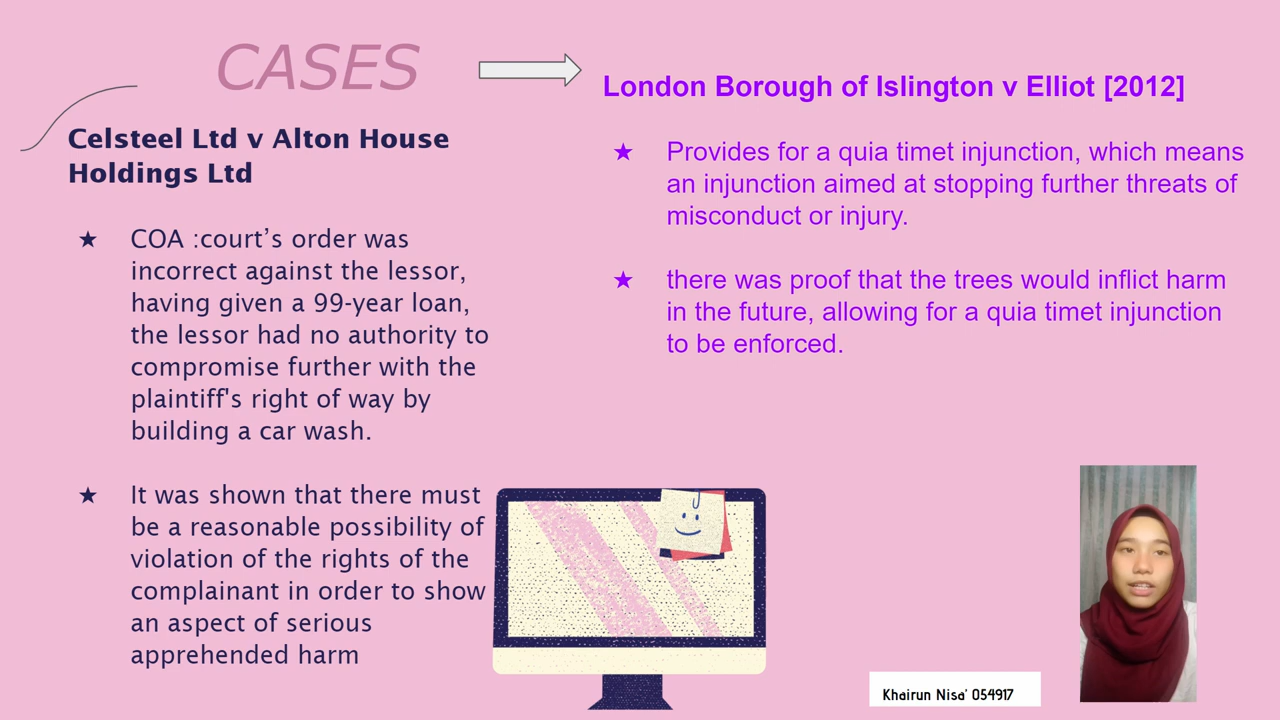 CASES
Celsteel Ltd v Alton House
Holdings Ltd
★ COA :court’s order was
incorrect against the lessor,
having given a 99-year loan,
the lessor had no authority to
compromise further with the
plaintiff's right of way by
building a car wash.
★ It was shown that there must
be a reasonable possibility of
violation of the rights of the
complainant in order to show
an aspect of serious
apprehended harm
London Borough of Islington v Elliot [2012]
★ Provides for a quia timet injunction, which means
an injunction aimed at stopping further threats of
misconduct or injury.
★ there was proof that the trees would inflict harm
in the future, allowing for a quia timet injunction
to be enforced.
Khairun Nisa' 054917